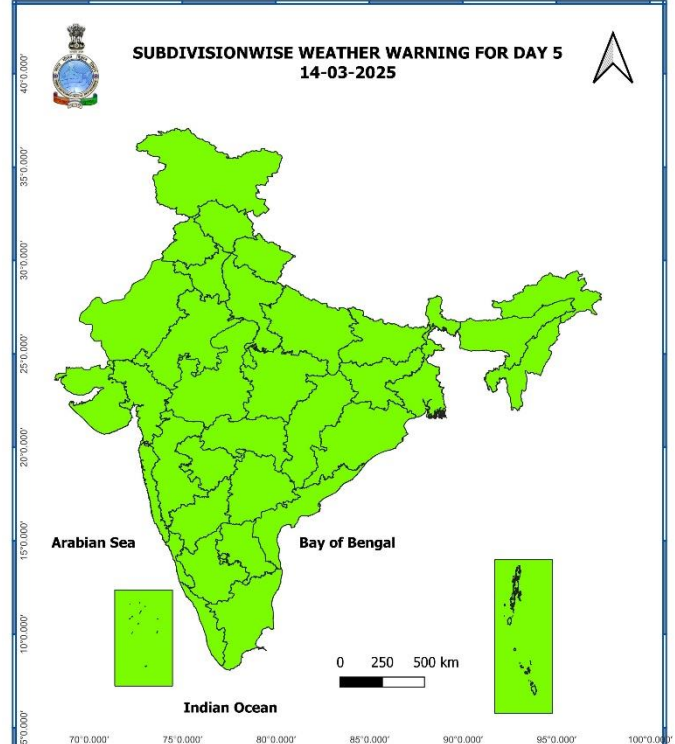 SUBDIVISIONWISE WEATHER WARNING FOR DAY 5
14-03-2025
40°0.000'
35°0.000'
30°0.000'
25°0.000'
20°0.000'
15°0.000'
10°0.000'
5°0.000'
Arabian Sea
Bay of Bengal
0 250 500 km
Indian Ocean
70°0.000' 75°0.000' 80°0.000' 85°0.000' 90°0.000' 95°0.000' 100°0.000'